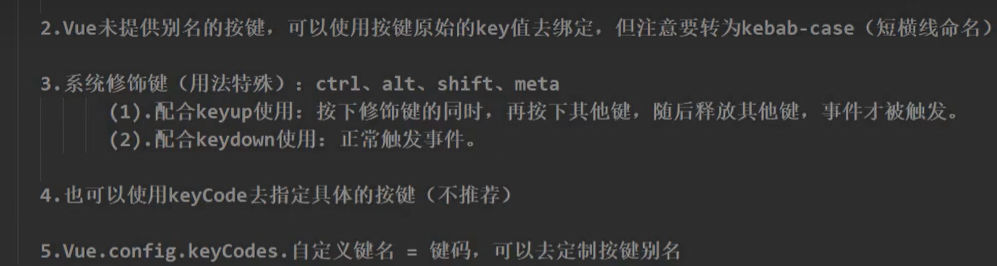 2.Vue未提供别名的按键，可以使用按键原始的key值去绑定，但注意要转为kebab-case（短横线命名）
3.系统修饰键（用法特殊）：ctrl、alt、shift、meta
(1).配合keyup使用：按下修饰键的同时，再按下其他键，随后释放其他键，事件才被触发。
(2).配合keydown使用：正常触发事件。
4.也可以使用keyCode去指定具体的按键（不推荐）
5.Vue.config.keyCodes.自定义键名 = 键码，可以去定制按键别名